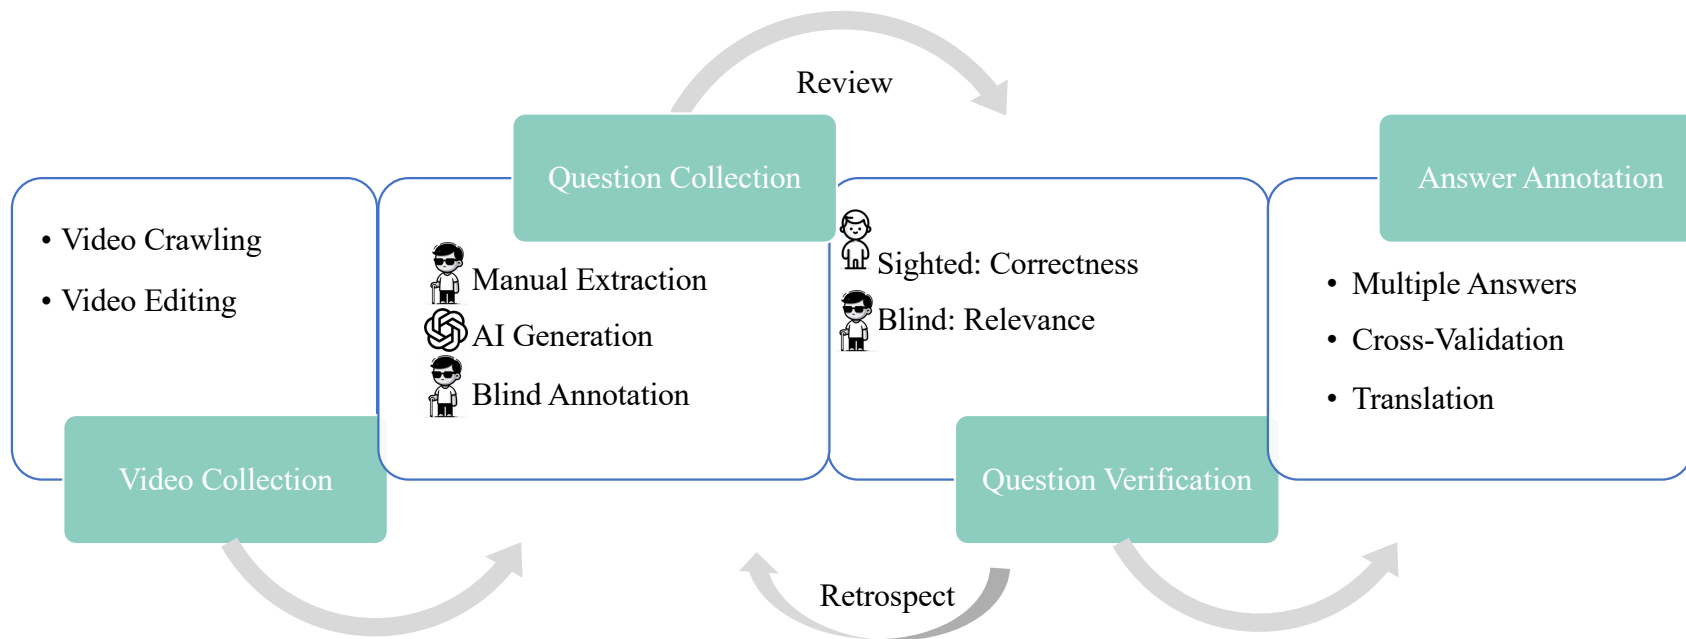 Review
Question Collection
Answer Annotation
• Video Crawling
• Video Editing
Video Collection
Manual Extraction
AI Generation
Blind Annotation
Sighted: Correctness
Blind: Relevance
Question Verification
• Multiple Answers
• Cross-Validation
• Translation
Retrospect